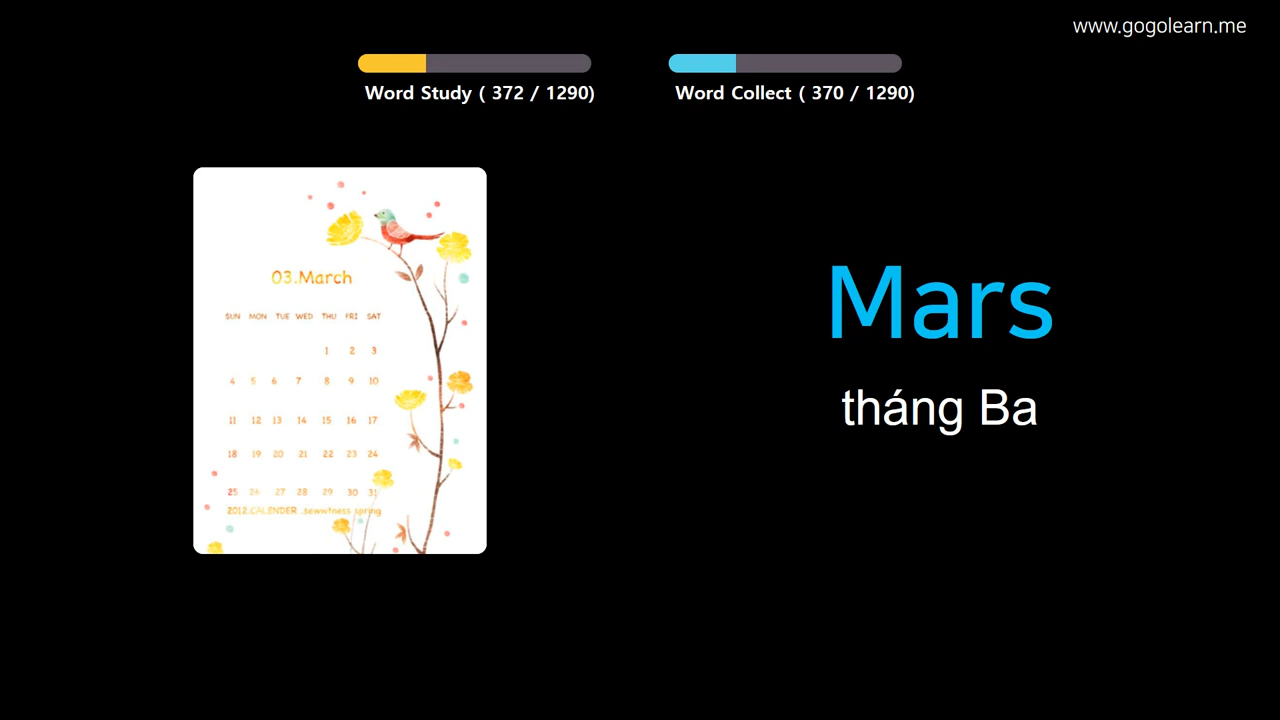 www.gogolearn.me
Word Study ( 372 / 1290)
Word Collect ( 370 / 1290)
03.March
SUN MON TUE WED THU FRI SAT
1 2 3
4 5 6 7 8 9 10
11 12 13 14 15 16 17
18 19 20 21 22 23 24
25 26 27 28 29 30 31
2012.CALENDER .sewwtness spring
Mars
tháng Ba